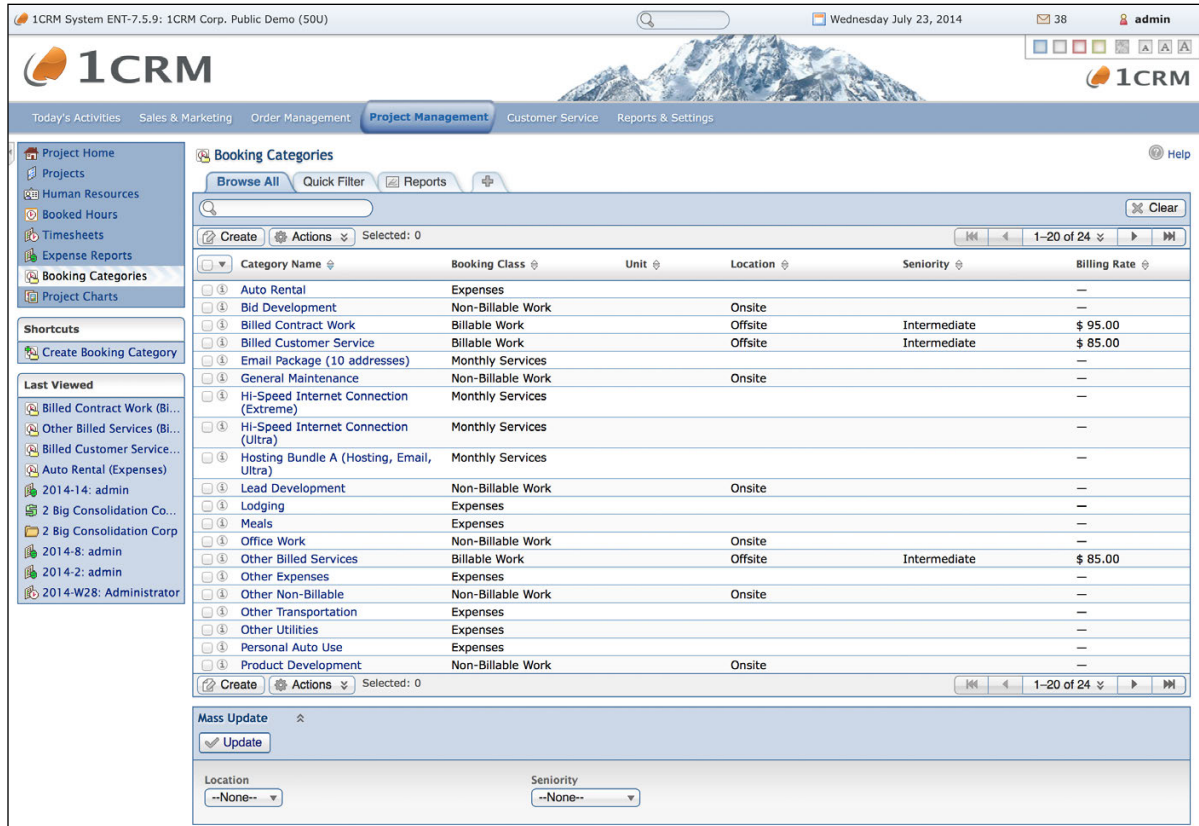 1CRM System ENT-7.5.9: 1CRM Corp. Public Demo (50U)
Wednesday July 23, 2014
38
admin
1CRM
A A A
1CRM
Today's Activities Sales & Marketing Order Management Project Management Customer Service Reports & Settings
Project Home
Projects
Human Resources
Booked Hours
Timesheets
Expense Reports
Booking Categories
Project Charts
Shortcuts
Create Booking Category
Last Viewed
Billed Contract Work (Bi...
Other Billed Services (Bi...
Billed Customer Service...
Auto Rental (Expenses)
2014-14: admin
2 Big Consolidation Co...
2 Big Consolidation Corp
2014-8: admin
2014-2: admin
2014-W28: Administrator
Booking Categories
Help
Browse All Quick Filter Reports
Clear
Create Actions Selected: 0 1–20 of 24
Category Name Booking Class Unit Location Seniority Billing Rate
Auto Rental Expenses —
Bid Development Non-Billable Work Onsite —
Billed Contract Work Billable Work Offsite Intermediate $ 95.00
Billed Customer Service Billable Work Offsite Intermediate $ 85.00
Email Package (10 addresses) Monthly Services —
General Maintenance Non-Billable Work Onsite —
Hi-Speed Internet Connection Monthly Services —
(Extreme)
Hi-Speed Internet Connection Monthly Services —
(Ultra)
Hosting Bundle A (Hosting, Email, Monthly Services —
Ultra)
Lead Development Non-Billable Work Onsite —
Lodging Expenses —
Meals Expenses —
Office Work Non-Billable Work Onsite —
Other Billed Services Billable Work Offsite Intermediate $ 85.00
Other Expenses Expenses —
Other Non-Billable Non-Billable Work Onsite —
Other Transportation Expenses —
Other Utilities Expenses —
Personal Auto Use Expenses —
Product Development Non-Billable Work Onsite —
Create Actions Selected: 0 1–20 of 24
Mass Update
Update
Location Seniority
--None-- --None--